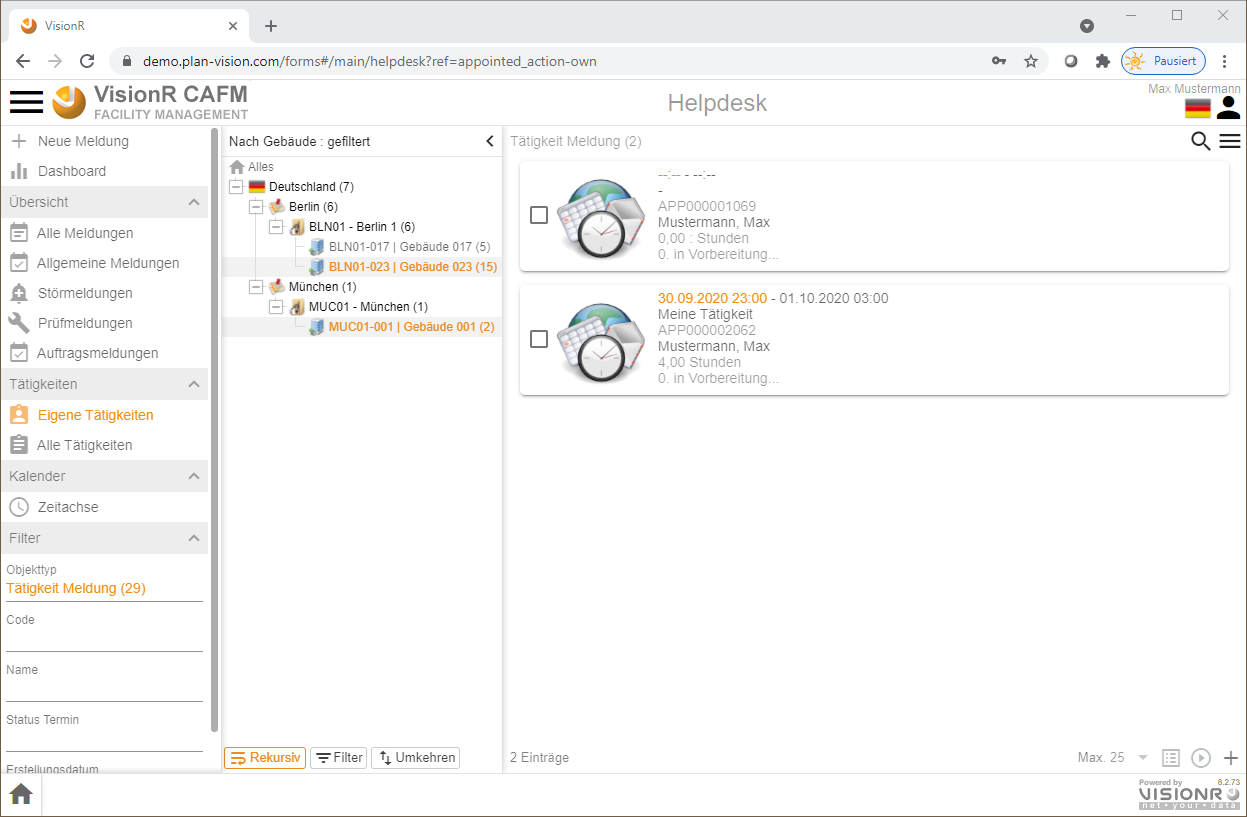 VisionR
demo.plan-vision.com/forms#/main/helpdesk?ref=appointed_action-own
Pausiert
VisionR CAFM
FACILITY MANAGEMENT
Helpdesk
Max Mustermann
Neue Meldung
Dashboard
Übersicht
Alle Meldungen
Allgemeine Meldungen
Störmeldungen
Prüfmeldungen
Auftragsmeldungen
Tätigkeiten
Eigene Tätigkeiten
Alle Tätigkeiten
Kalender
Zeitachse
Filter
Objekttyp
Tätigkeit Meldung (29)
Code
Name
Status Termin
Erstellungsdatum
Nach Gebäude : gefiltert
Alles
Deutschland (7)
Berlin (6)
BLN01 - Berlin 1 (6)
BLN01-017 | Gebäude 017 (5)
BLN01-023 | Gebäude 023 (15)
München (1)
MUC01 - München (1)
MUC01-001 | Gebäude 001 (2)
Rekursiv
Filter
Umkehren
Tätigkeit Meldung (2)
--:-- - --:--
-
APP000001069
Mustermann, Max
0,00 : Stunden
0. in Vorbereitung...
30.09.2020 23:00 - 01.10.2020 03:00
Meine Tätigkeit
APP000002062
Mustermann, Max
4,00 Stunden
0. in Vorbereitung...
2 Einträge
Max. 25
Powered by 8.2.73
VISIONR
net • your • data